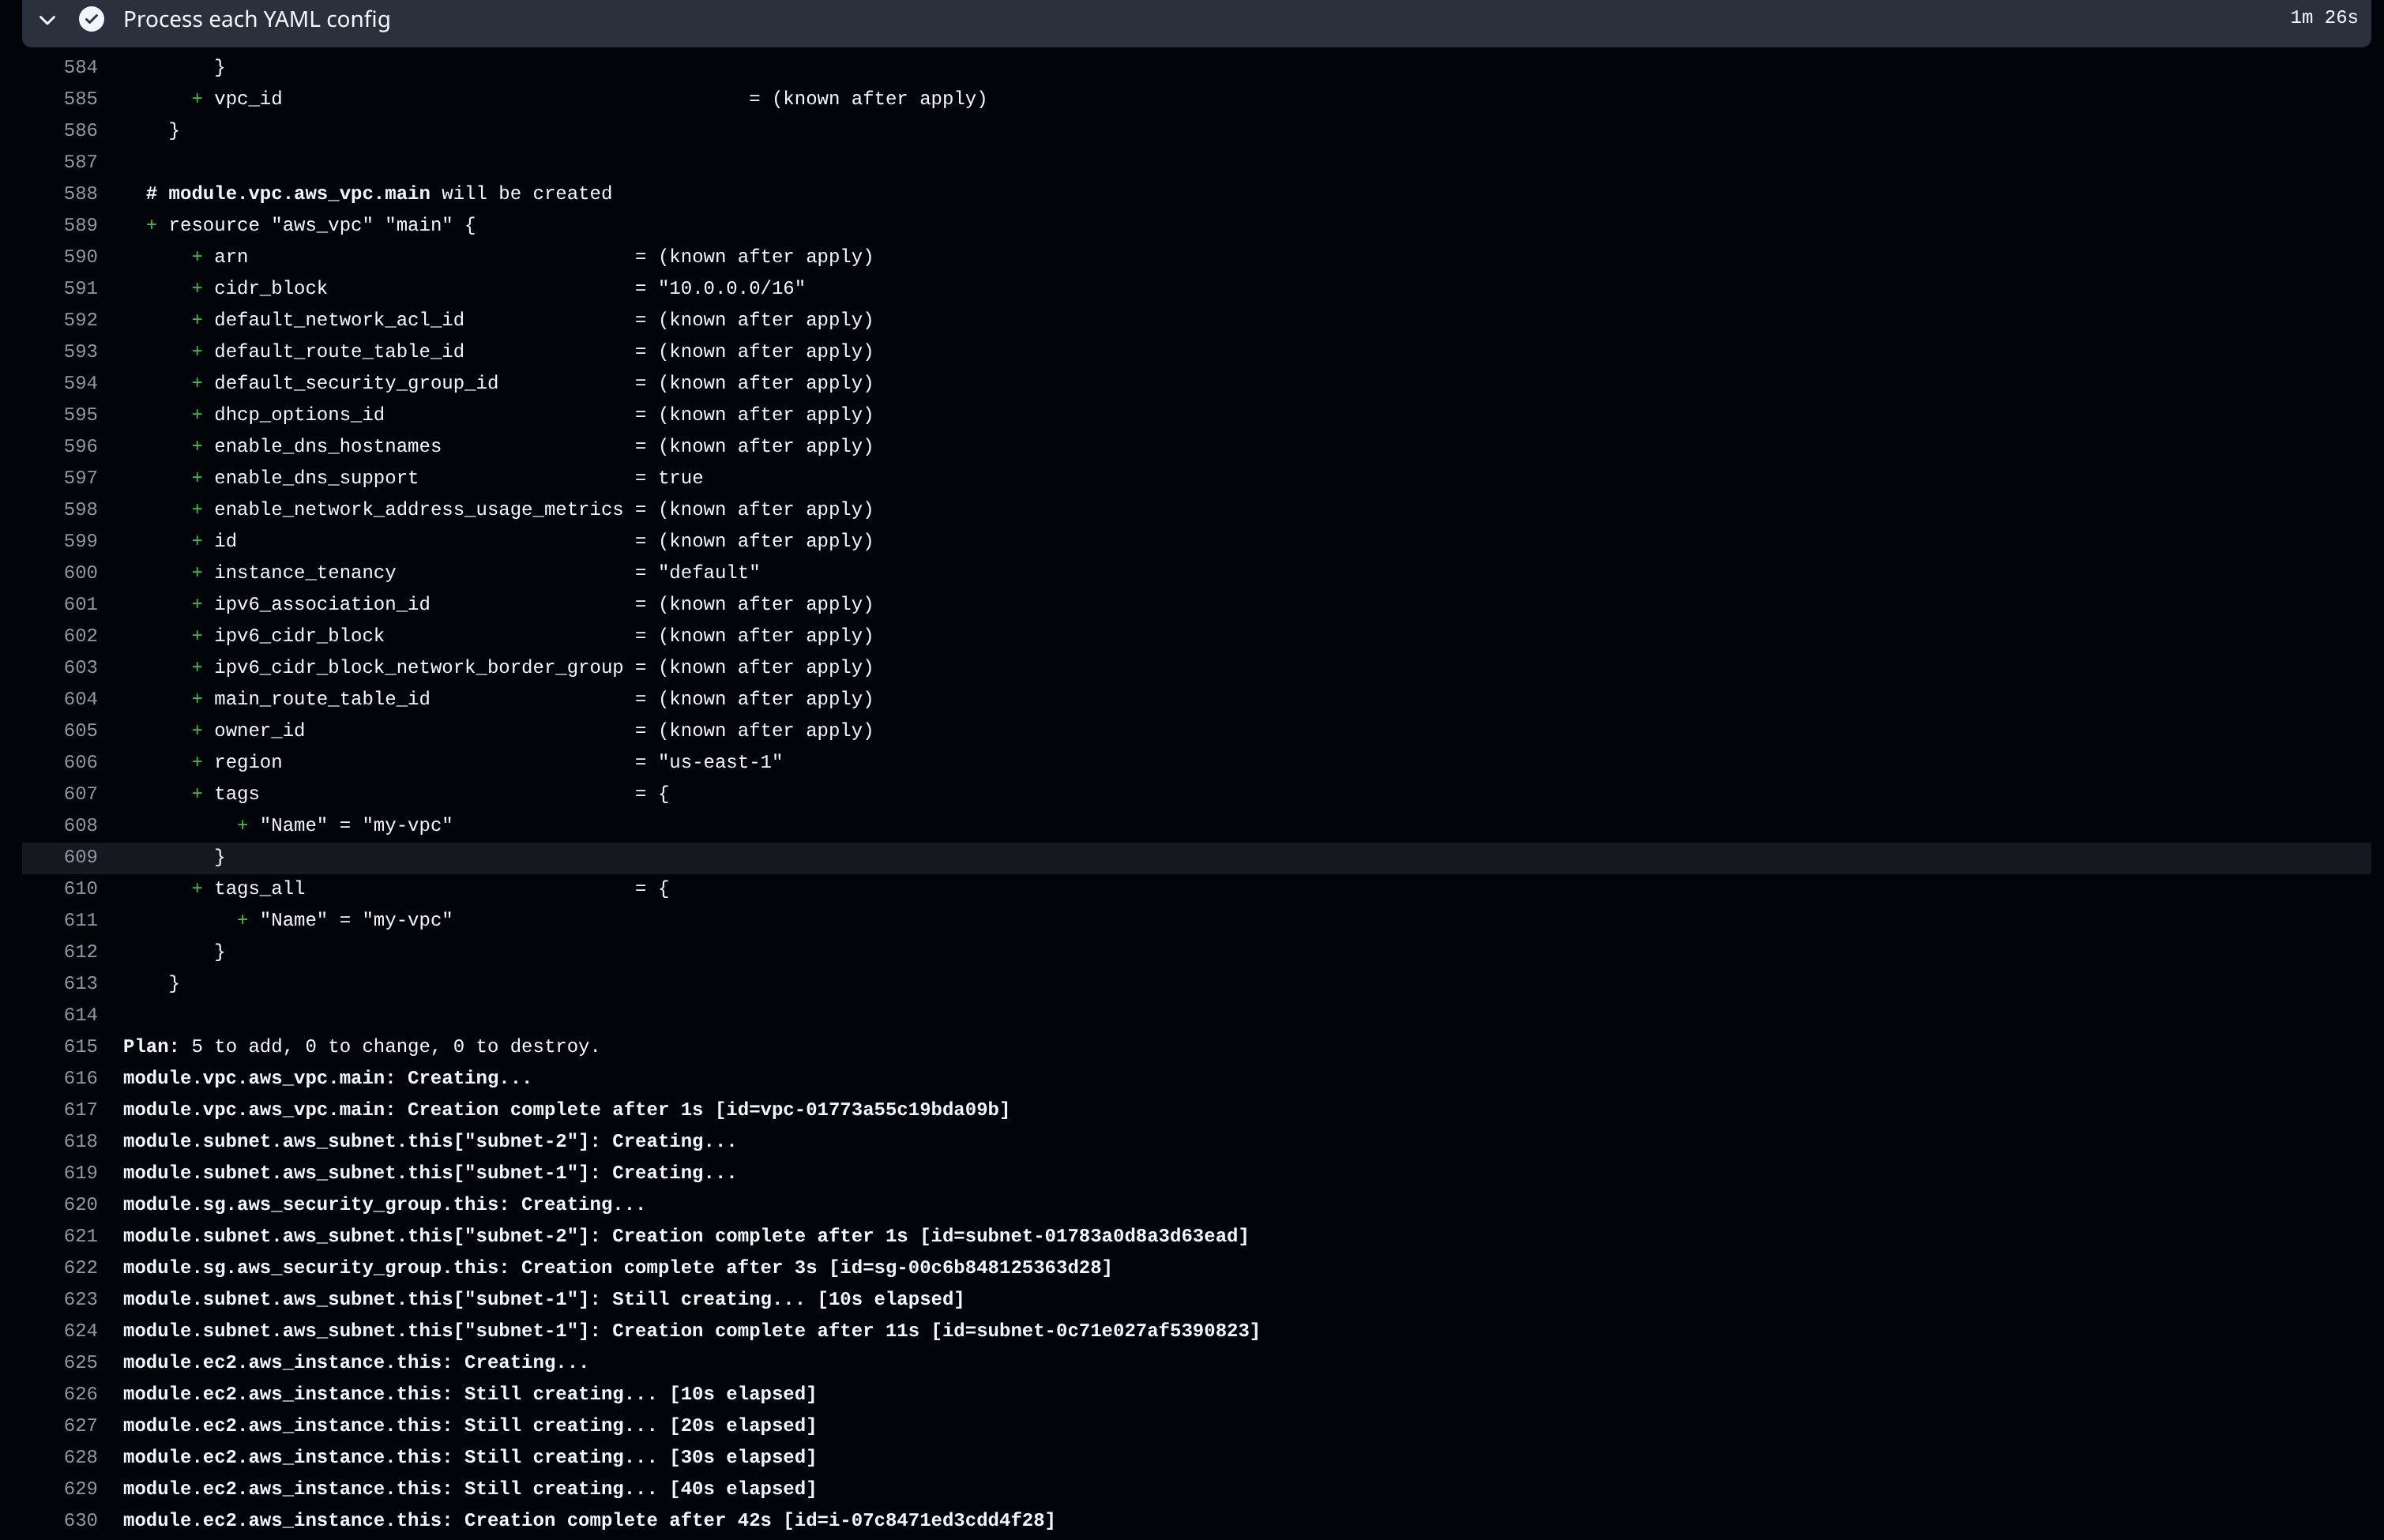 Process each YAML config 1m 26s
584 }
585 + vpc_id = (known after apply)
586 }
587
588 # module.vpc.aws_vpc.main will be created
589 + resource "aws_vpc" "main" {
590 + arn = (known after apply)
591 + cidr_block = "10.0.0.0/16"
592 + default_network_acl_id = (known after apply)
593 + default_route_table_id = (known after apply)
594 + default_security_group_id = (known after apply)
595 + dhcp_options_id = (known after apply)
596 + enable_dns_hostnames = (known after apply)
597 + enable_dns_support = true
598 + enable_network_address_usage_metrics = (known after apply)
599 + id = (known after apply)
600 + instance_tenancy = "default"
601 + ipv6_association_id = (known after apply)
602 + ipv6_cidr_block = (known after apply)
603 + ipv6_cidr_block_network_border_group = (known after apply)
604 + main_route_table_id = (known after apply)
605 + owner_id = (known after apply)
606 + region = "us-east-1"
607 + tags = {
608 + "Name" = "my-vpc"
609 }
610 + tags_all = {
611 + "Name" = "my-vpc"
612 }
613 }
614
615 Plan: 5 to add, 0 to change, 0 to destroy.
616 module.vpc.aws_vpc.main: Creating...
617 module.vpc.aws_vpc.main: Creation complete after 1s [id=vpc-01773a55c19bda09b]
618 module.subnet.aws_subnet.this["subnet-2"]: Creating...
619 module.subnet.aws_subnet.this["subnet-1"]: Creating...
620 module.sg.aws_security_group.this: Creating...
621 module.subnet.aws_subnet.this["subnet-2"]: Creation complete after 1s [id=subnet-01783a0d8a3d63ead]
622 module.sg.aws_security_group.this: Creation complete after 3s [id=sg-00c6b848125363d28]
623 module.subnet.aws_subnet.this["subnet-1"]: Still creating... [10s elapsed]
624 module.subnet.aws_subnet.this["subnet-1"]: Creation complete after 11s [id=subnet-0c71e027af5390823]
625 module.ec2.aws_instance.this: Creating...
626 module.ec2.aws_instance.this: Still creating... [10s elapsed]
627 module.ec2.aws_instance.this: Still creating... [20s elapsed]
628 module.ec2.aws_instance.this: Still creating... [30s elapsed]
629 module.ec2.aws_instance.this: Still creating... [40s elapsed]
630 module.ec2.aws_instance.this: Creation complete after 42s [id=i-07c8471ed3cdd4f28]